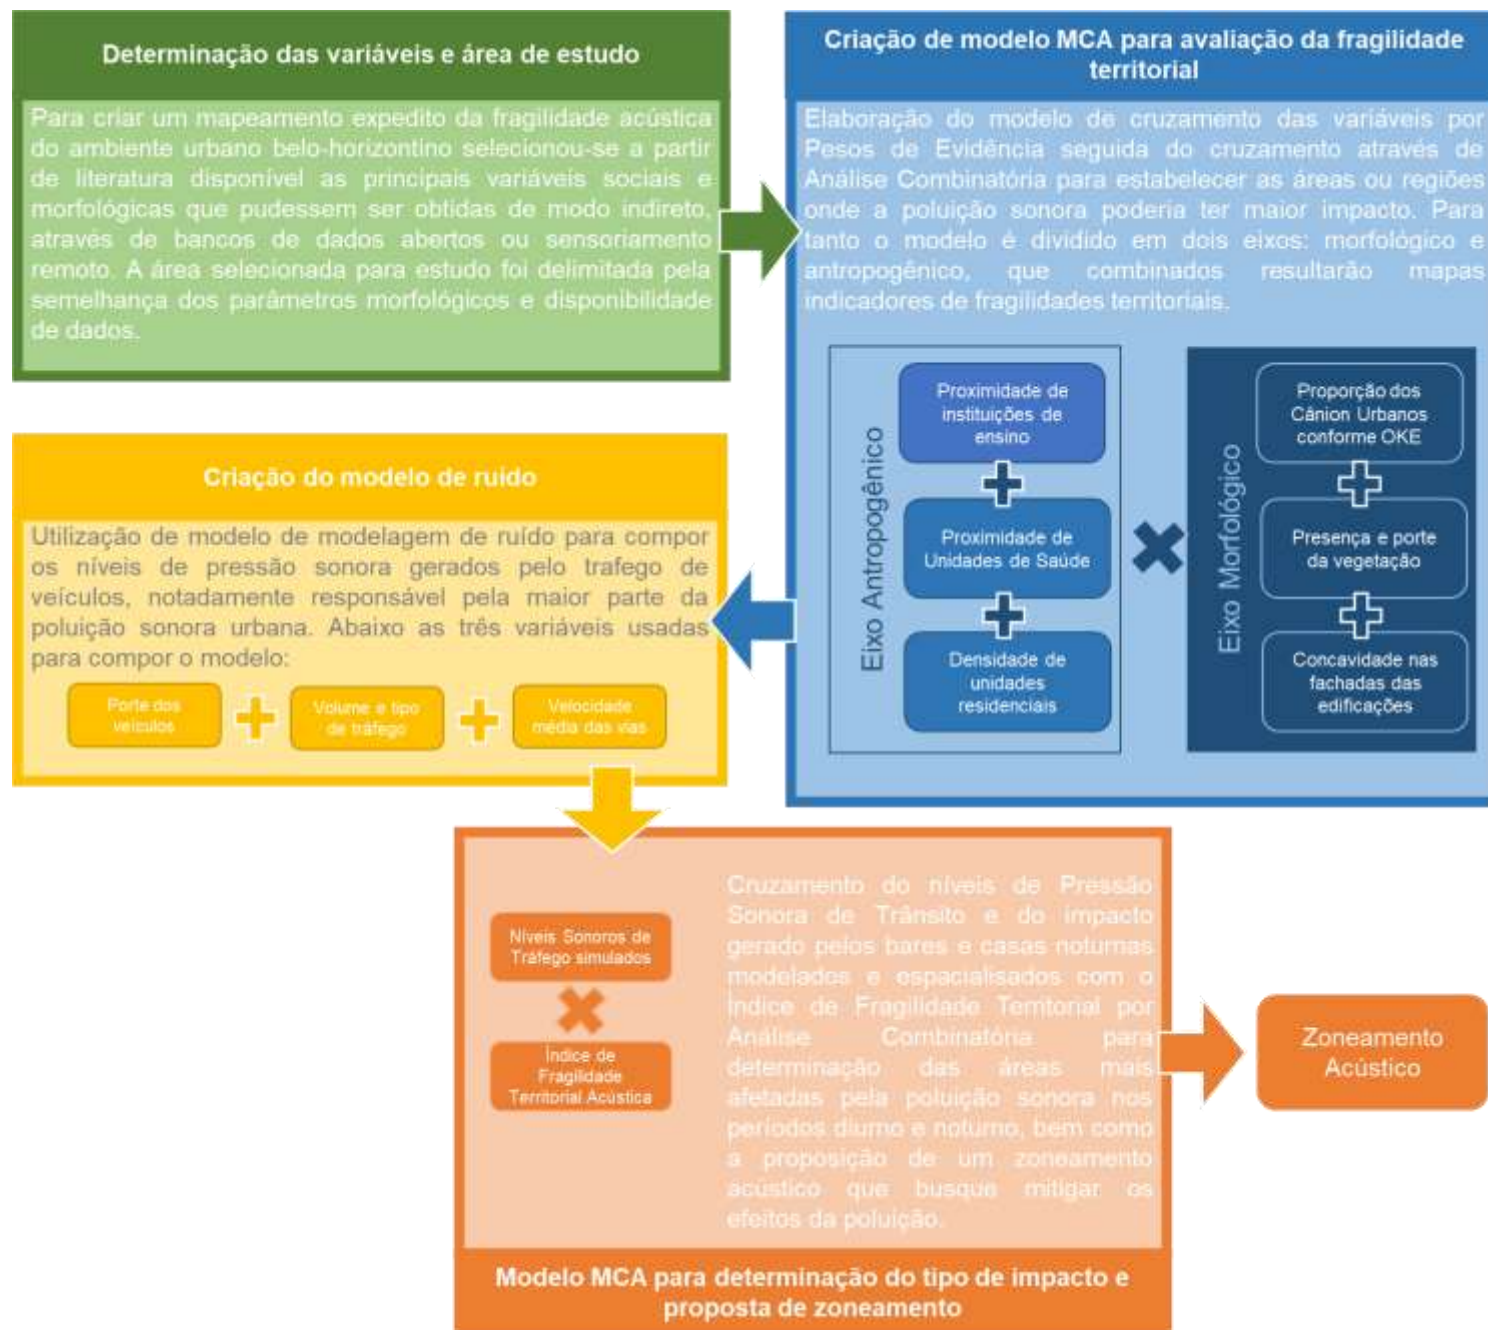 Determinação das variáveis e área de estudo
Para criar um mapeamento expedito da fragilidade acústica
do ambiente urbano belo-horizontino selecionou-se a partir
de literatura disponível as principais variáveis sociais e
morfológicas que pudessem ser obtidas de modo indireto,
através de bancos de dados abertos ou sensoriamento
remoto. A área selecionada para estudo foi delimitada pela
semelhança dos parâmetros morfológicos e disponibilidade
de dados.
Criação de modelo MCA para avaliação da fragilidade
territorial
Elaboração do modelo de cruzamento das variáveis por
Pesos de Evidência seguida do cruzamento através de
Análise Combinatória para estabelecer as áreas ou regiões
onde a poluição sonora poderia ter maior impacto. Para
tanto o modelo é dividido em dois eixos: morfológico e
antropogênico, que combinados resultarão mapas
indicadores de fragilidades territoriais.
Eixo Antropogênico
Proximidade de
instituições de
ensino
Proximidade de
Unidades de Saúde
Densidade de
unidades
residenciais
Eixo Morfológico
Proporção dos
Cânion Urbanos
conforme OKE
Presença e porte
da vegetação
Concavidade nas
fachadas das
edificações
Criação do modelo de ruído
Utilização de modelo de modelagem de ruído para compor
os níveis de pressão sonora gerados pelo trafego de
veículos, notadamente responsável pela maior parte da
poluição sonora urbana. Abaixo as três variáveis usadas
para compor o modelo:
Porte dos
veículos
Volume e tipo
de tráfego
Velocidade
média das vias
Níveis Sonoros de
Tráfego simulados
Índice de
Fragilidade
Territorial Acústica
Cruzamento do níveis de Pressão
Sonora de Trânsito e do impacto
gerado pelos bares e casas noturnas
modelados e espacialisados com o
Índice de Fragilidade Territorial por
Análise Combinatória para
determinação das áreas mais
afetadas pela poluição sonora nos
períodos diurno e noturno, bem como
a proposição de um zoneamento
acústico que busque mitigar os
efeitos da poluição.
Modelo MCA para determinação do tipo de impacto e
proposta de zoneamento
Zoneamento
Acústico